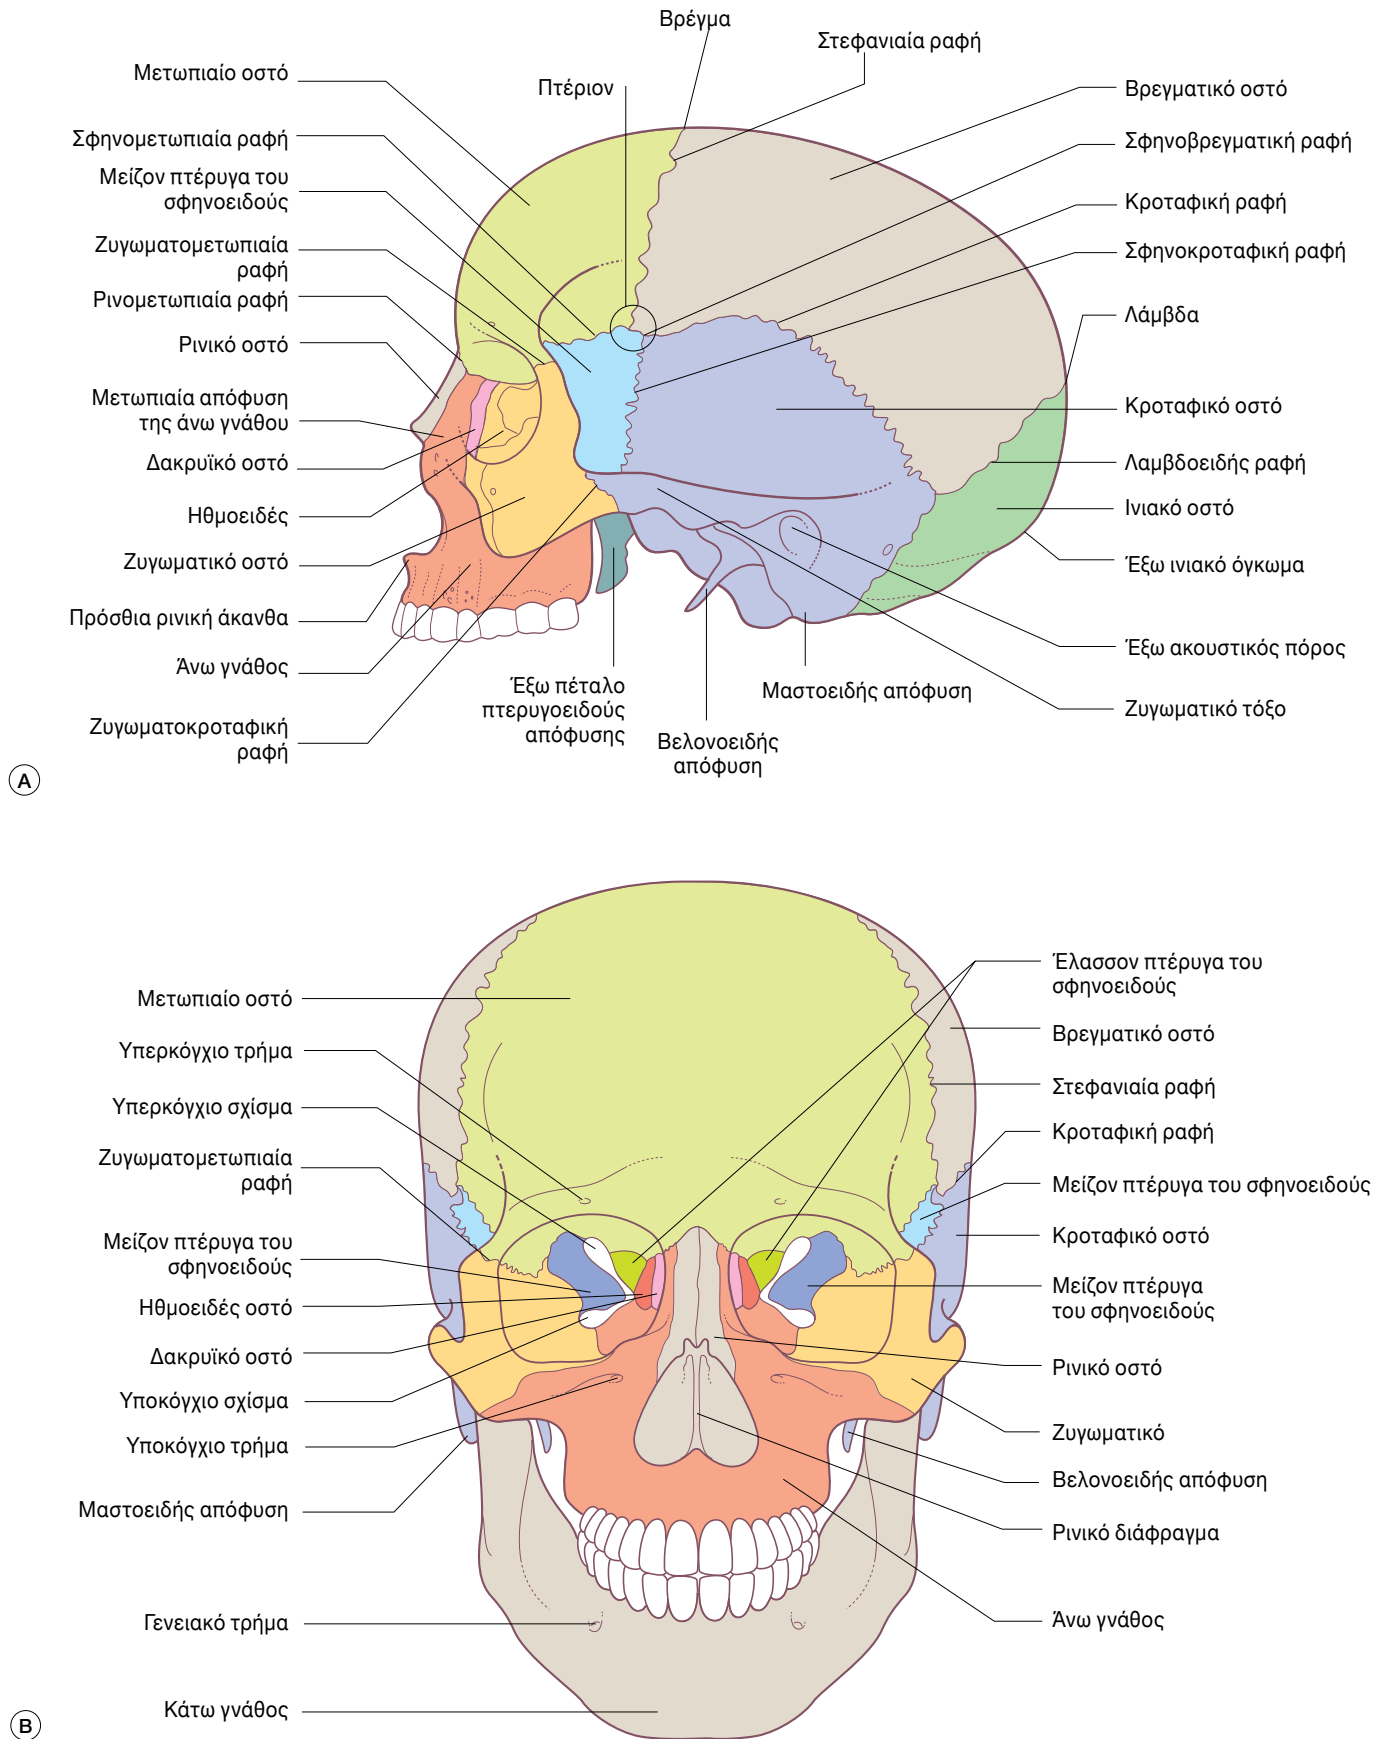 Βρέγμα
Στεφανιαία ραφή
Μετωπιαίο οστό
Πτέριον
Βρεγματικό οστό
Σφηνομετωπιαία ραφή
Σφηνοβρεγματική ραφή
Μείζον πτέρυγα του
σφηνοειδούς
Κροταφική ραφή
Ζυγωματομετωπιαία
ραφή
Σφηνοκροταφική ραφή
Ρινομετωπιαία ραφή
Λάμβδα
Ρινικό οστό
Μετωπιαία απόφυση
της άνω γνάθου
Κροταφικό οστό
Δακρυϊκό οστό
Λαμβδοειδής ραφή
Ηθμοειδές
Ινιακό οστό
Ζυγωματικό οστό
Έξω ινιακό όγκωμα
Πρόσθια ρινική άκανθα
Έξω ακουστικός πόρος
Άνω γνάθος
Έξω πέταλο
πτερυγοειδούς
απόφυσης
Μαστοειδής απόφυση
Ζυγωματικό τόξο
Ζυγωματοκροταφική
ραφή
Βελονοειδής
απόφυση
A
Έλασσον πτέρυγα του
σφηνοειδούς
Μετωπιαίο οστό
Βρεγματικό οστό
Υπερκόγχιο τρήμα
Στεφανιαία ραφή
Υπερκόγχιο σχίσμα
Κροταφική ραφή
Ζυγωματομετωπιαία
ραφή
Μείζον πτέρυγα του σφηνοειδούς
Μείζον πτέρυγα του
σφηνοειδούς
Κροταφικό οστό
Ηθμοειδές οστό
Μείζον πτέρυγα
του σφηνοειδούς
Δακρυϊκό οστό
Ρινικό οστό
Υποκόγχιο σχίσμα
Ζυγωματικό
Υποκόγχιο τρήμα
Βελονοειδής απόφυση
Μαστοειδής απόφυση
Ρινικό διάφραγμα
Γενειακό τρήμα
Άνω γνάθος
Κάτω γνάθος
B